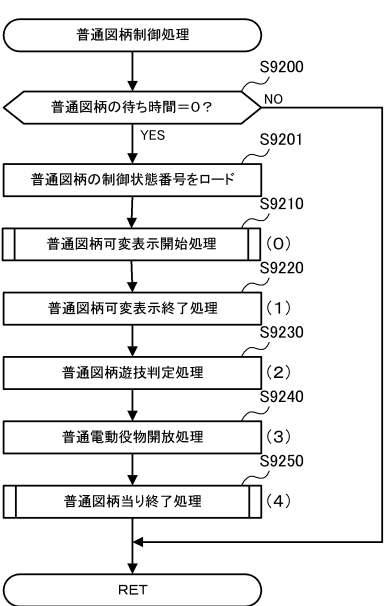 普通図柄制御処理
S9200
普通図柄の待ち時間＝０？
NO
YES
S9201
普通図柄の制御状態番号をロード
S9210
普通図柄可変表示開始処理
(０)
S9220
普通図柄可変表示終了処理
(１)
S9230
普通図柄遊技判定処理
(２)
S9240
普通電動役物開放処理
(３)
S9250
普通図柄当り終了処理
(４)
RET